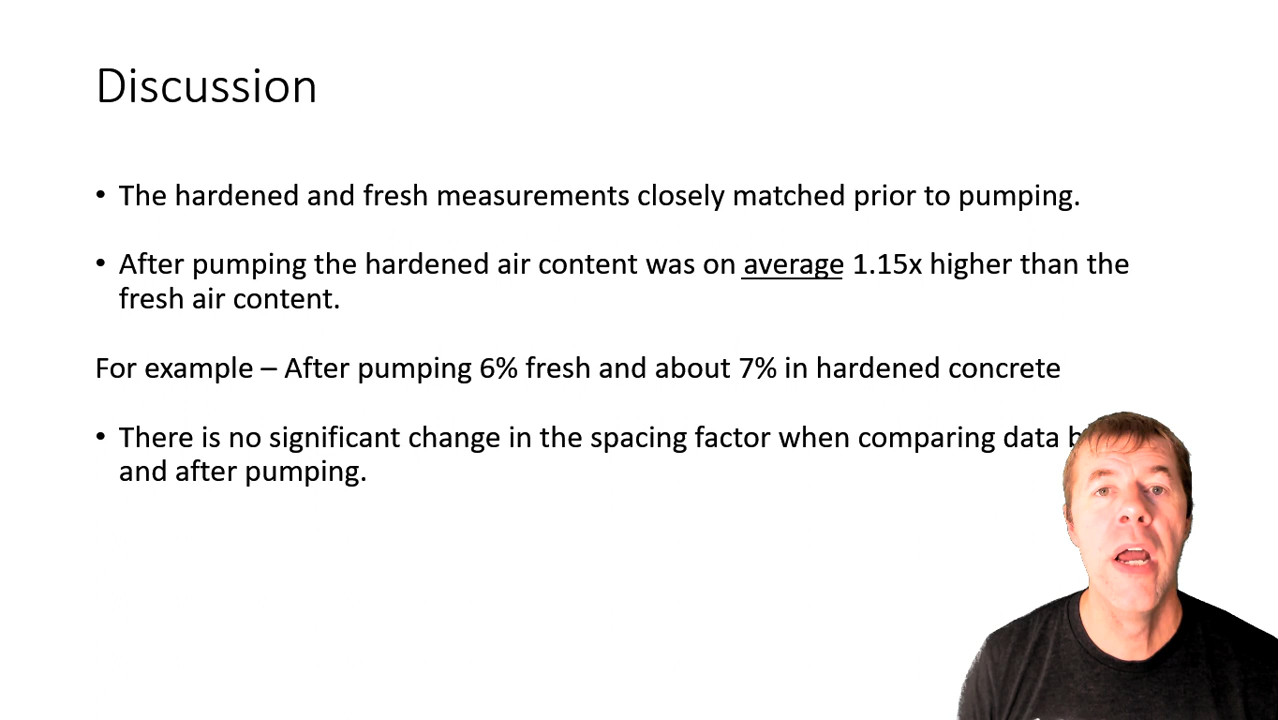 Discussion
• The hardened and fresh measurements closely matched prior to pumping.
• After pumping the hardened air content was on average 1.15x higher than the
fresh air content.
For example – After pumping 6% fresh and about 7% in hardened concrete
• There is no significant change in the spacing factor when comparing data
and after pumping.